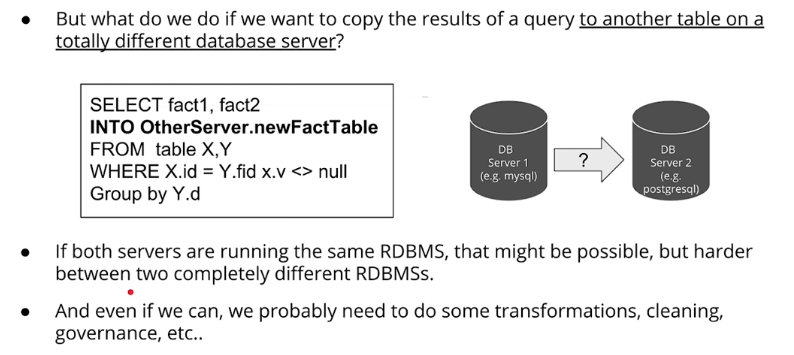 But what do we do if we want to copy the results of a query to another table on a
totally different database server?
SELECT fact1, fact2
INTO OtherServer.newFactTable
FROM table X,Y
WHERE X.id = Y.fid x.v <> null
Group by Y.d
DB
Server 1
(e.g. mysql)
?
DB
Server 2
(e.g.
postgresql)
If both servers are running the same RDBMS, that might be possible, but harder
between two completely different RDBMSs.
And even if we can, we probably need to do some transformations, cleaning,
governance, etc..